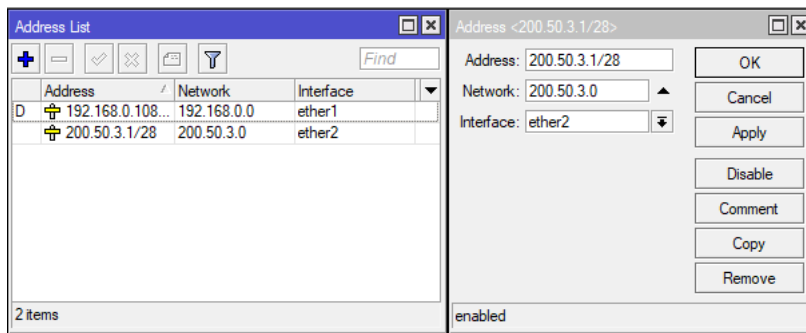 Address List
Find
Address Network Interface
D 192.168.0.108... 192.168.0.0 ether1
200.50.3.1/28 200.50.3.0 ether2
2 items
Address <200.50.3.1/28>
Address: 200.50.3.1/28
Network: 200.50.3.0
Interface: ether2
OK
Cancel
Apply
Disable
Comment
Copy
Remove
enabled